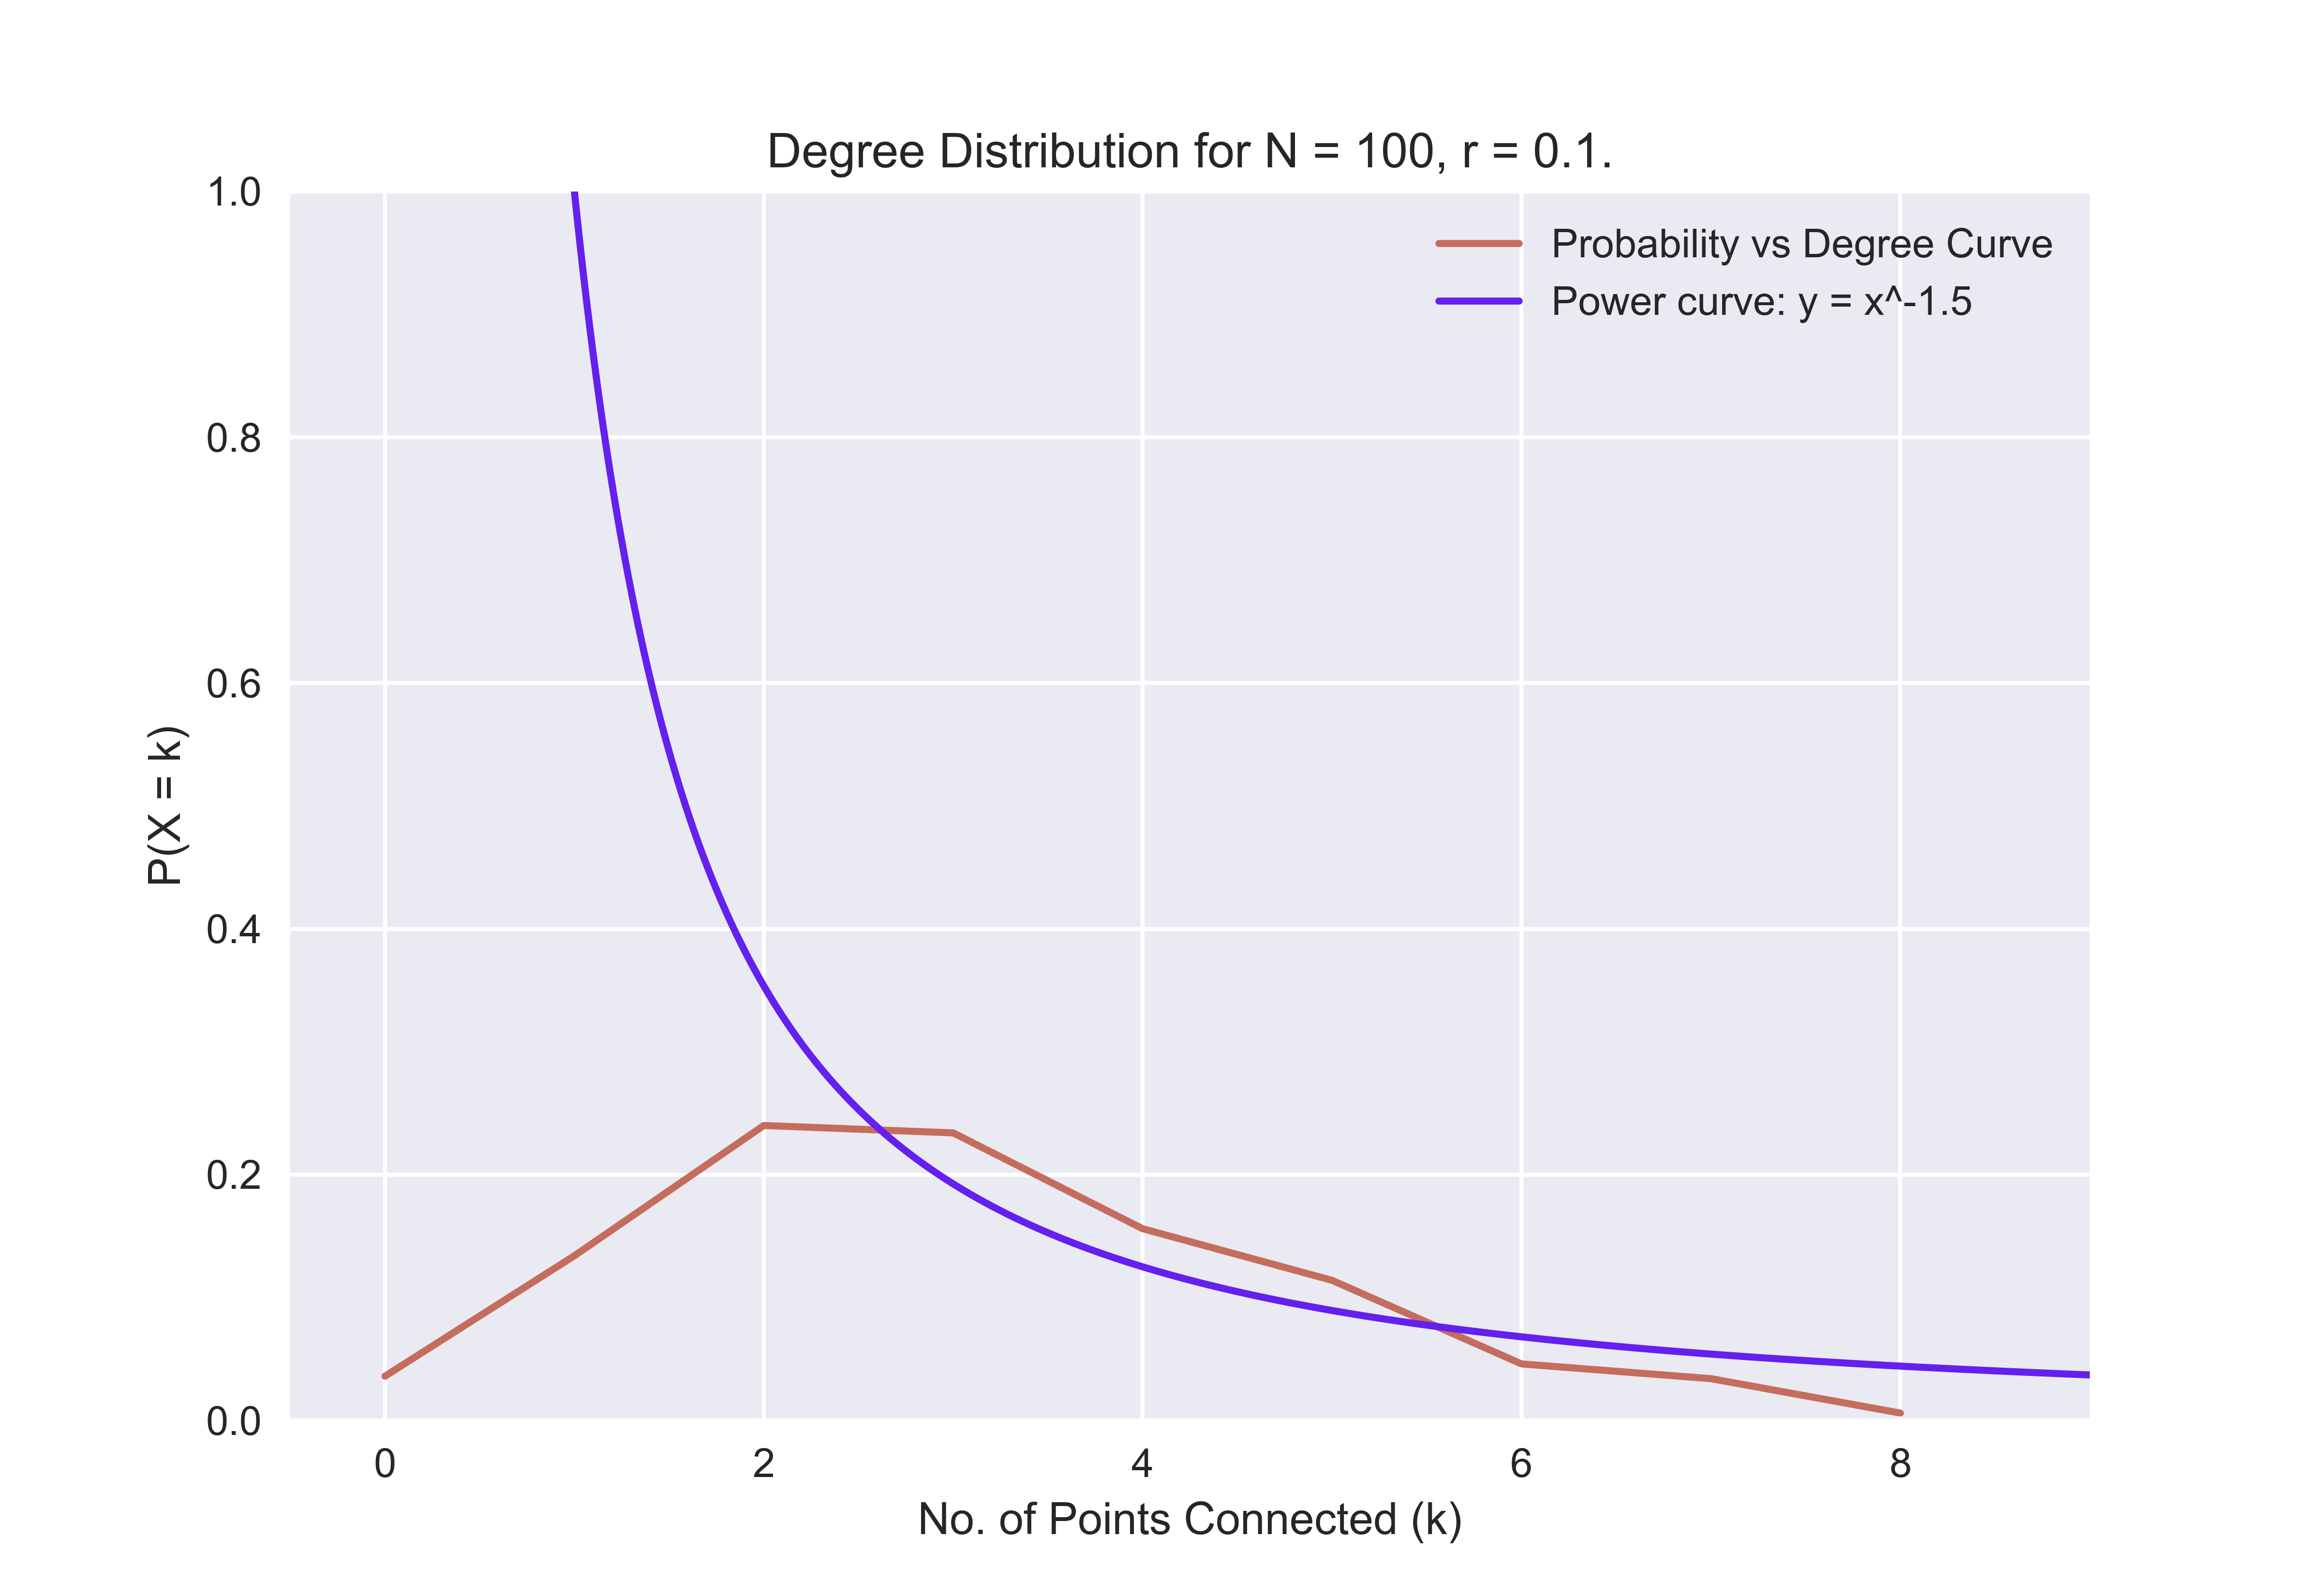 Degree Distribution for N = 100, r = 0.1.
Probability vs Degree Curve
Power curve: y = x^-1.5
1.0
0.8
0.6
0.4
0.2
0.0
P(X = k)
0 2 4 6 8
No. of Points Connected (k)